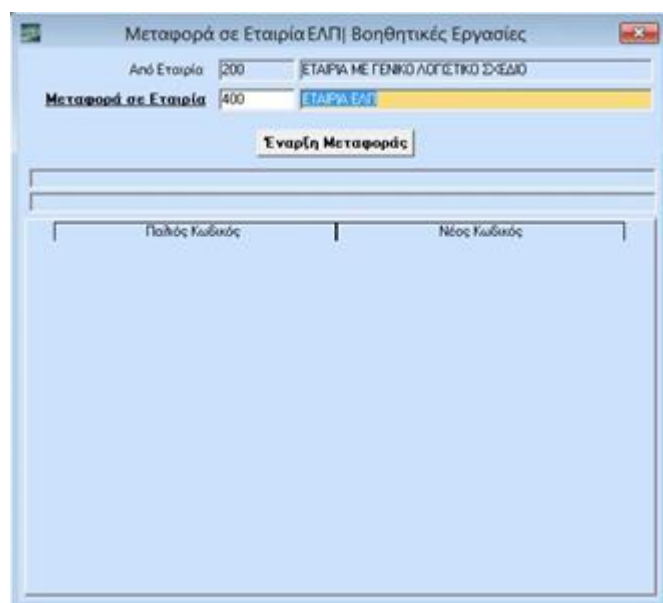 Μεταφορά σε Εταιρία ΕΛΠ| Βοηθητικές Εργασίες
Από Εταιρία 200 ΕΤΑΙΡΙΑ ΜΕ ΓΕΝΙΚΟ ΛΟΓΙΣΤΙΚΟ ΣΧΕΔΙΟ
Μεταφορά σε Εταιρία 400 ΕΤΑΙΡΙΑ ΕΛΠ
Έναρξη Μεταφοράς
Παλιός Κωδικός Νέος Κωδικός